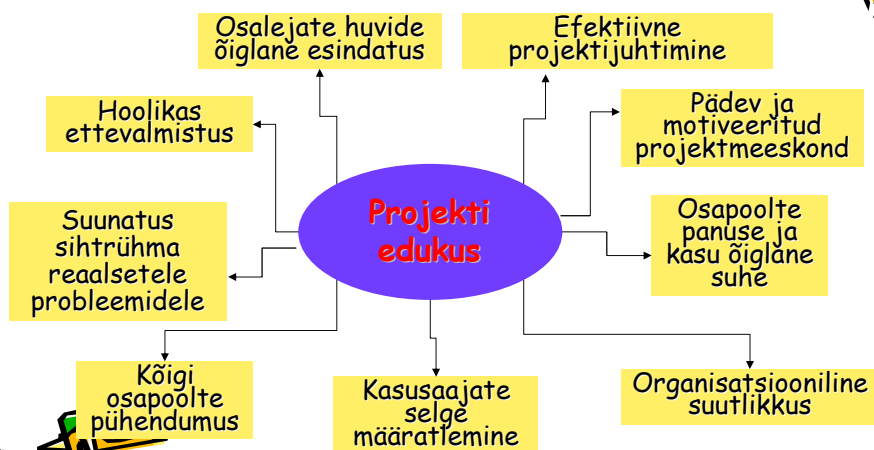 Osalejate huvide
õiglane esindatus
Efektiivne
projektijuhtimine
Hoolikas
ettevalmistus
Pädev ja
motiveeritud
projektmeeskond
Projekti
edukus
Suunatus
sihtrühma
reaalsetele
probleemidele
Osapoolte
panuse ja
kasu õiglane
suhe
Kõigi
osapoolte
pühendumus
Kasusaajate
selge
määratlemine
Organisatsiooniline
suutlikkus